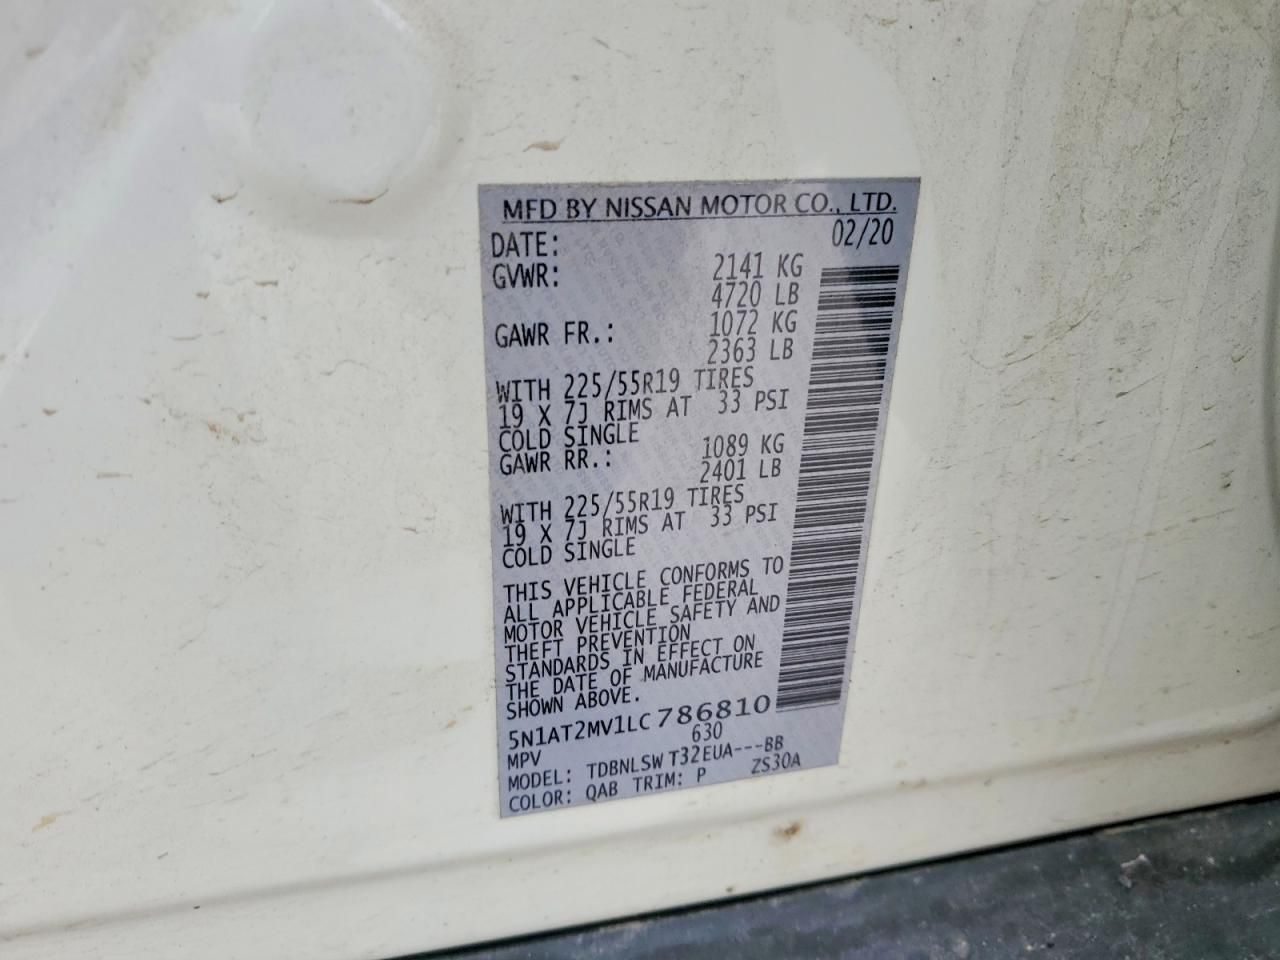 MFD BY NISSAN MOTOR CO., LTD.
DATE: 02/20
GVWR: 2141 KG
4720 LB
GAWR FR.: 1072 KG
2363 LB
WITH 225/55R19 TIRES
19 X 7J RIMS AT 33 PSI
COLD SINGLE
GAWR RR.: 1089 KG
2401 LB
WITH 225/55R19 TIRES
19 X 7J RIMS AT 33 PSI
COLD SINGLE
THIS VEHICLE CONFORMS TO
ALL APPLICABLE FEDERAL
MOTOR VEHICLE SAFETY AND
THEFT PREVENTION
STANDARDS IN EFFECT ON
THE DATE OF MANUFACTURE
SHOWN ABOVE.
5N1AT2MV1LC786810
MPV 630
MODEL: TDBNLSW T32EUA---BB
COLOR: QAB TRIM: P ZS30A